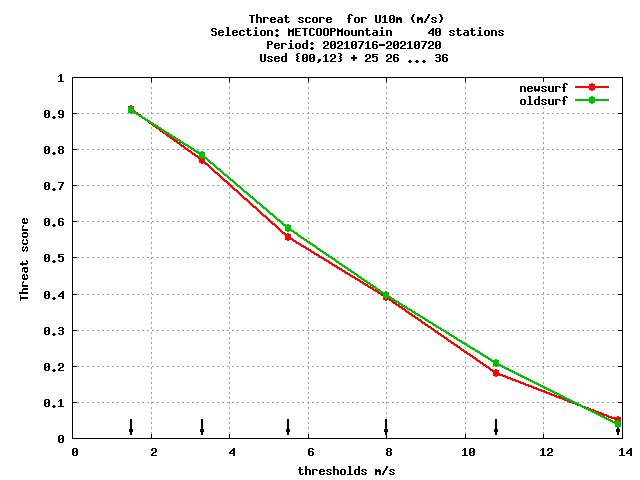 Threat score  for U10m (m/s)
Selection: METCOOPMountain     40 stations
Period: 20210716-20210720
Used {00,12} + 25 26 ... 36
newsurf
oldsurf
Threat score
1
0.9
0.8
0.7
0.6
0.5
0.4
0.3
0.2
0.1
0
0 2 4 6 8 10 12 14
thresholds m/s